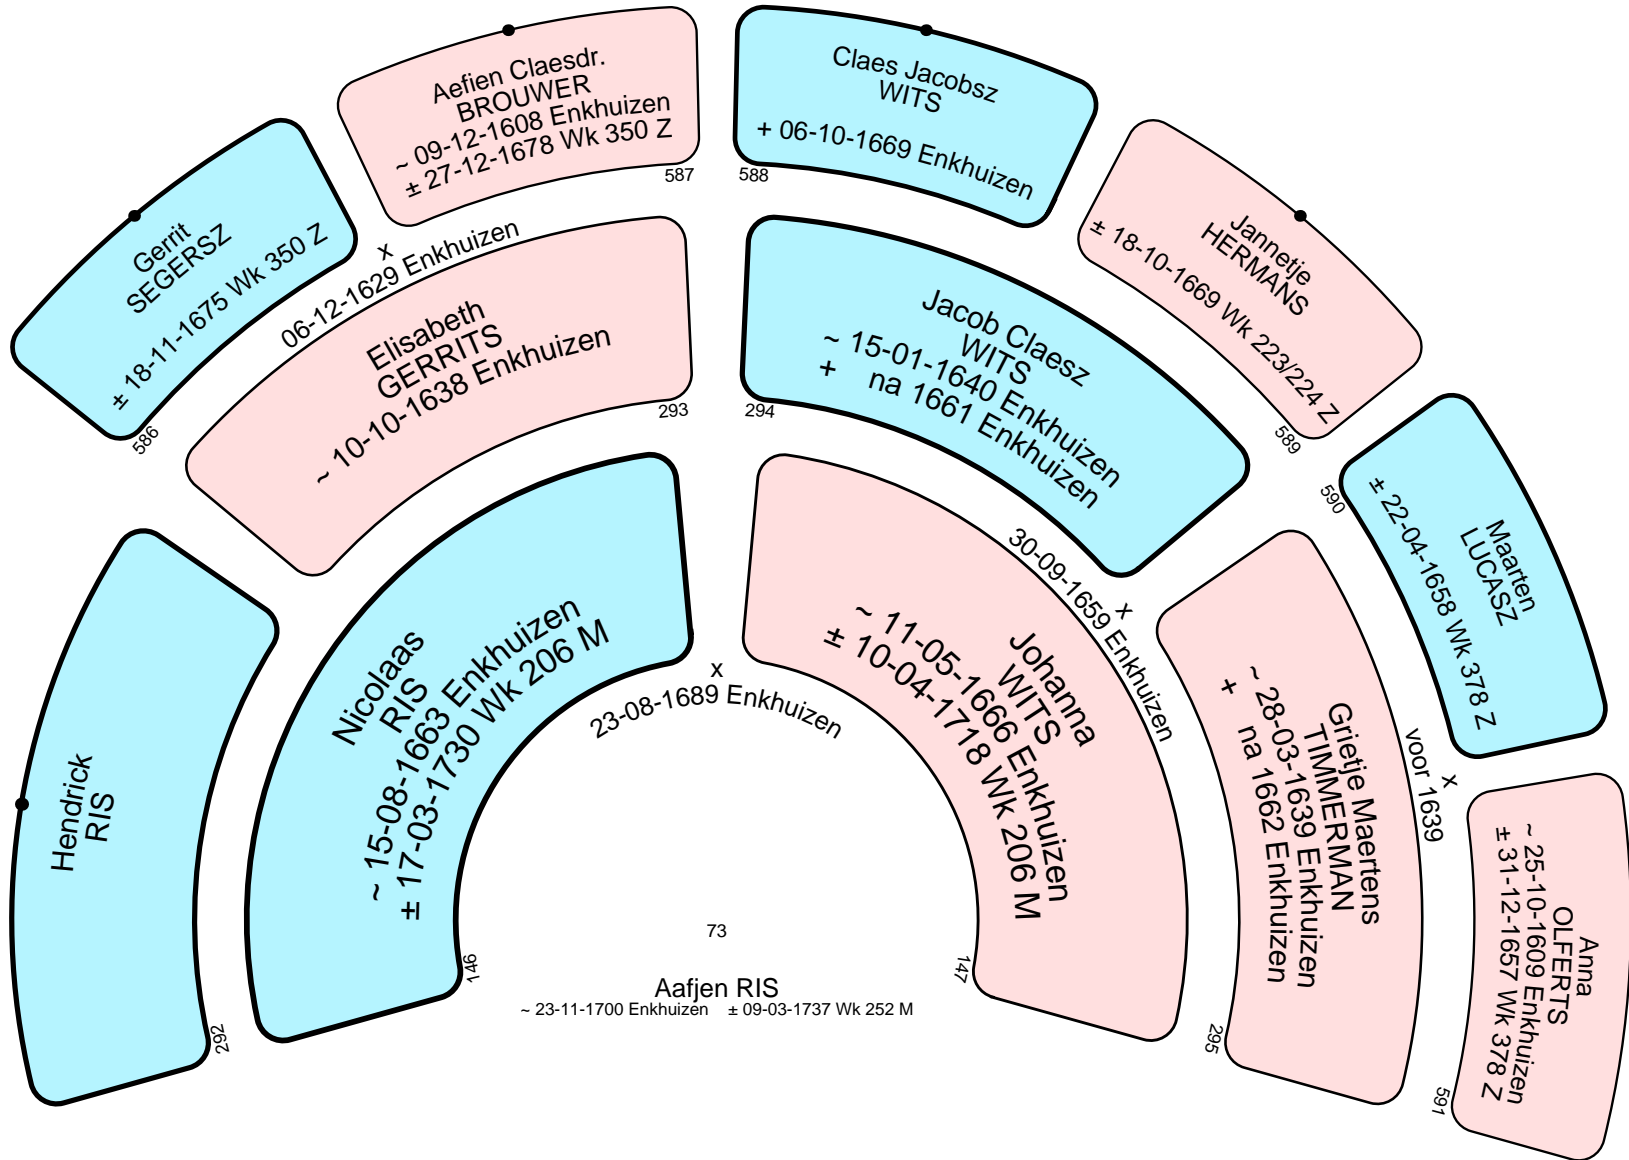 Aefien Claesdr.
BROUWER
~ 09-12-1608 Enkhuizen
± 27-12-1678 Wk 350 Z
587
Claes Jacobsz
WITS
+ 06-10-1669 Enkhuizen
588
Gerrit
SEGERSZ
± 18-11-1675 Wk 350 Z
586
x
06-12-1629 Enkhuizen
Jannetje
HERMANS
± 18-10-1669 Wk 223/224 Z
589
Elisabeth
GERRITS
~ 10-10-1638 Enkhuizen
293
Jacob Claesz
WITS
~ 15-01-1640 Enkhuizen
+ na 1661 Enkhuizen
294
Maarten
LUCASZ
± 22-04-1658 Wk 378 Z
590
Hendrick
RIS
292
Nicolaas
RIS
~ 15-08-1663 Enkhuizen
± 17-03-1730 Wk 206 M
146
x
23-08-1689 Enkhuizen
Johanna
WITS
~ 11-05-1666 Enkhuizen
± 10-04-1718 Wk 206 M
147
x
30-09-1659 Enkhuizen
Grietje Maertens
TIMMERMAN
~ 28-03-1639 Enkhuizen
+ na 1662 Enkhuizen
295
x
voor 1639
Anna
OLFERTS
~ 25-10-1609 Enkhuizen
± 31-12-1657 Wk 378 Z
591
73
Aafjen RIS
~ 23-11-1700 Enkhuizen ± 09-03-1737 Wk 252 M